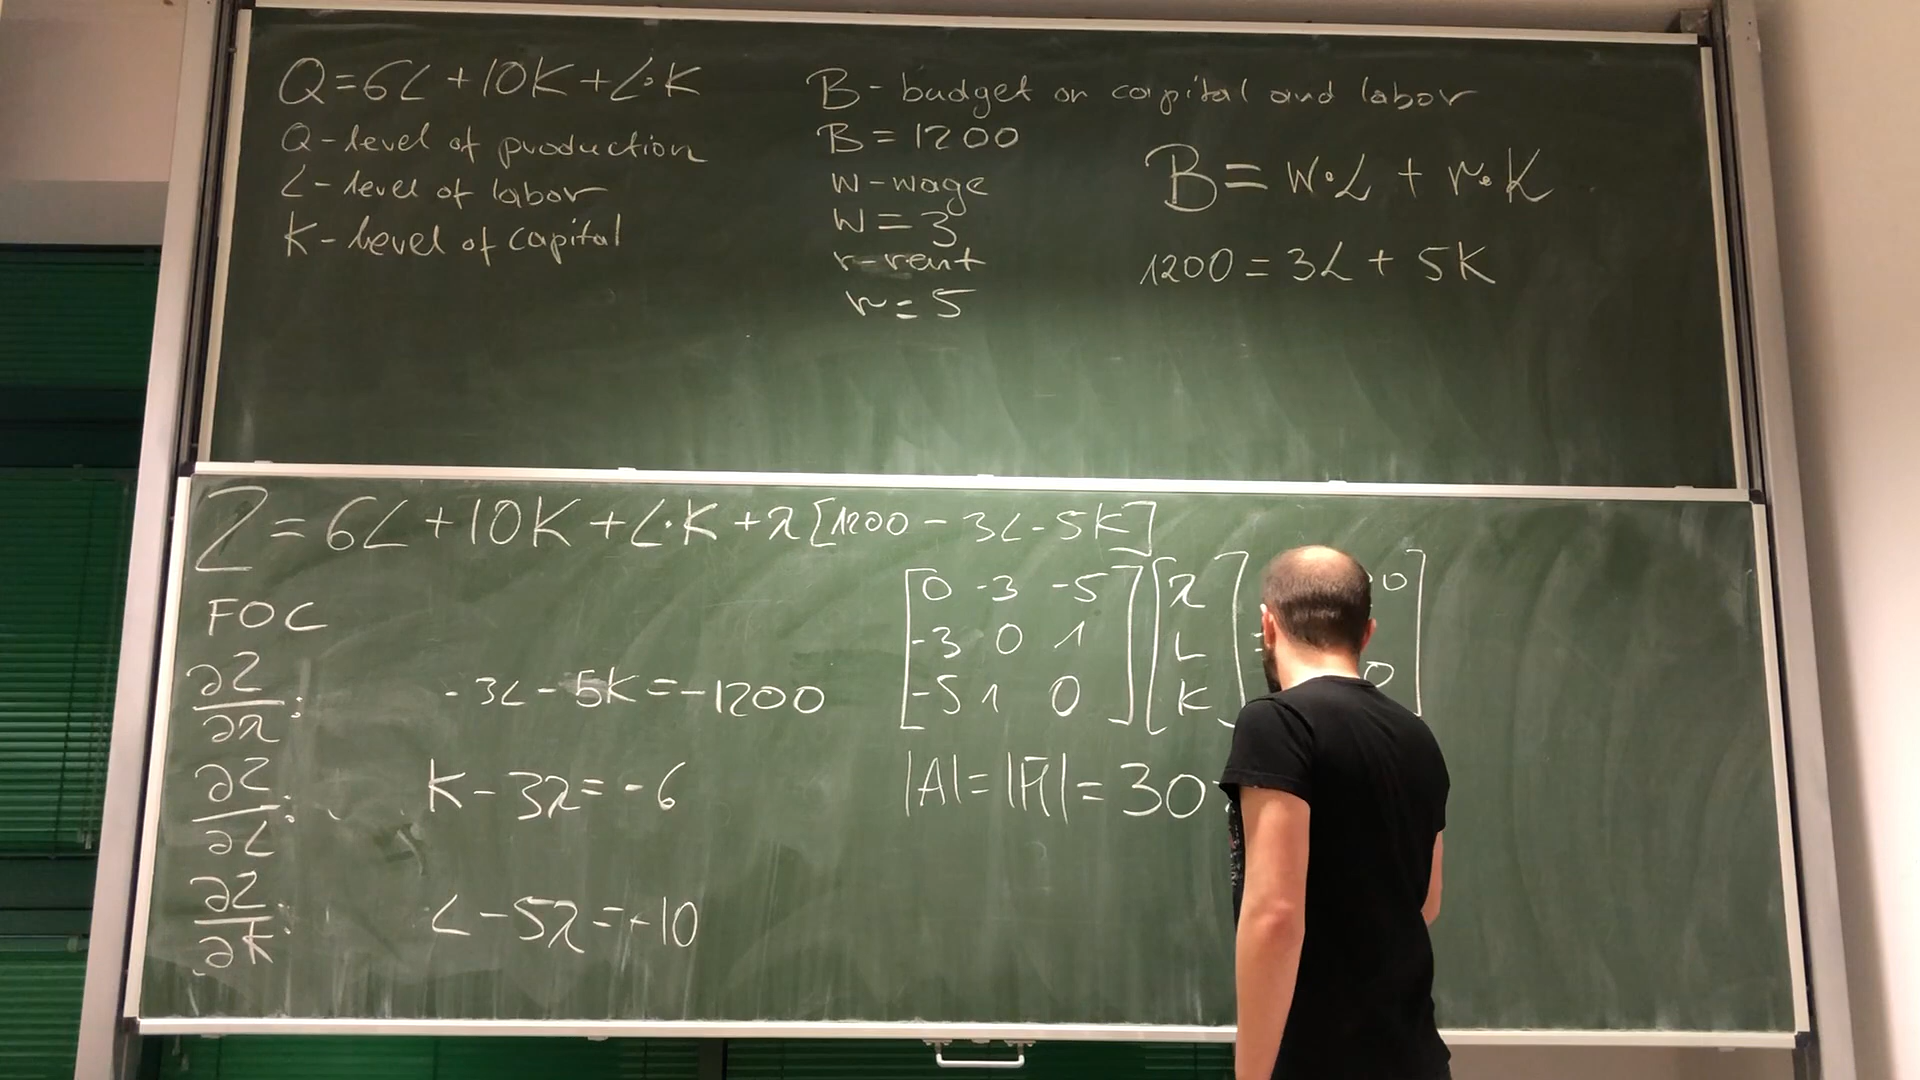 Q=6L+10K+L·K
Q-level of production
L-level of labor
K-level of capital
B-budget on capital and labor
B=1200
w-wage
w=3
r-rent
r=5
B=w·L+r·K
1200=3L+5K
Z=6L+10K+L·K+λ[1200-3L-5K]
FOC
∂Z/∂λ: -3L-5K=-1200
∂Z/∂L: K-3λ=-6
∂Z/∂K: L-5λ=-10
[0 -3 -5] [λ]
[-3 0 1] [L] =
[-5 1 0] [K]
|A|=|H̄|=30